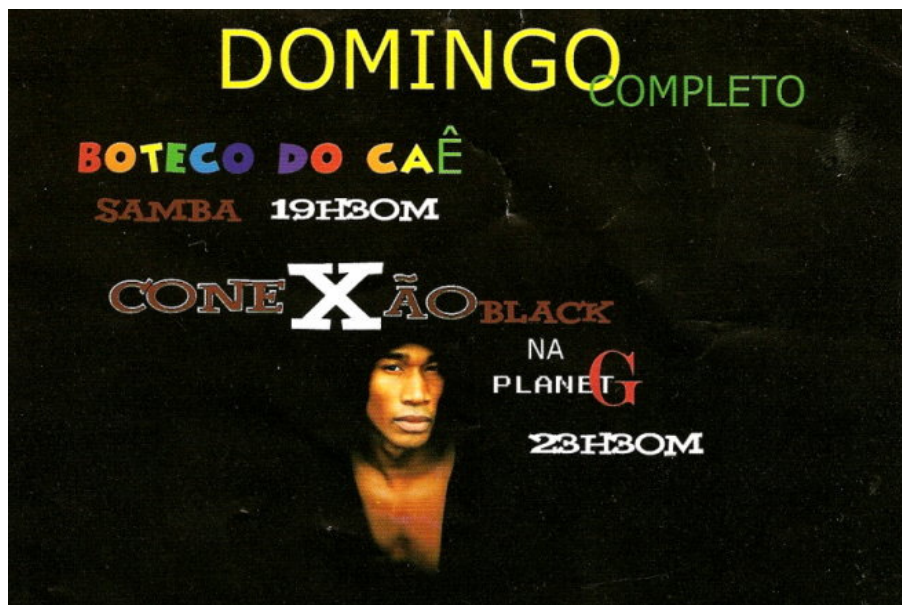 DOMINGO
COMPLETO
BOTECO DO CAÊ
SAMBA 19H30M
CONEXÃO BLACK
NA
PLANET G
23H30M